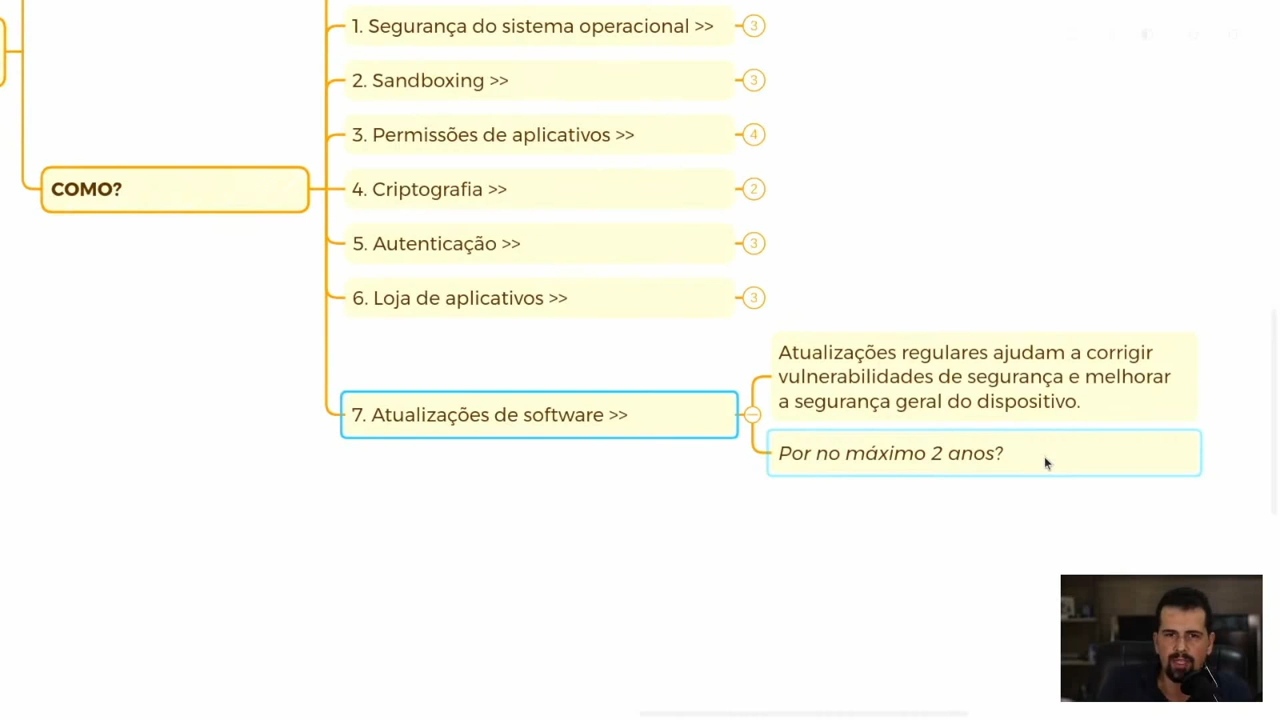 1. Segurança do sistema operacional >>
3
2. Sandboxing >>
3
3. Permissões de aplicativos >>
4
COMO?
4. Criptografia >>
2
5. Autenticação >>
3
6. Loja de aplicativos >>
3
Atualizações regulares ajudam a corrigir
vulnerabilidades de segurança e melhorar
a segurança geral do dispositivo.
7. Atualizações de software >>
Por no máximo 2 anos?